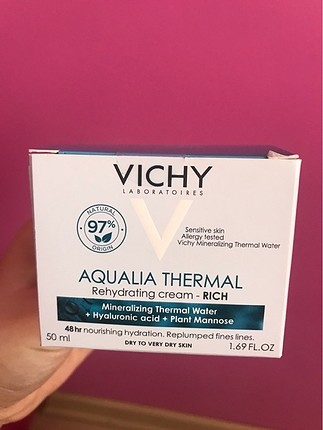 VICHY
LABORATOIRES
V
NATURAL
97%
ORIGIN
Sensitive skin
Allergy tested
Vichy Mineralizing Thermal Water
AQUALIA THERMAL
Rehydrating cream - RICH
Mineralizing Thermal Water
+ Hyaluronic acid + Plant Mannose
48hr nourishing hydration. Replumped fines lines.
50 ml
DRY TO VERY DRY SKIN
1.69 FL.OZ